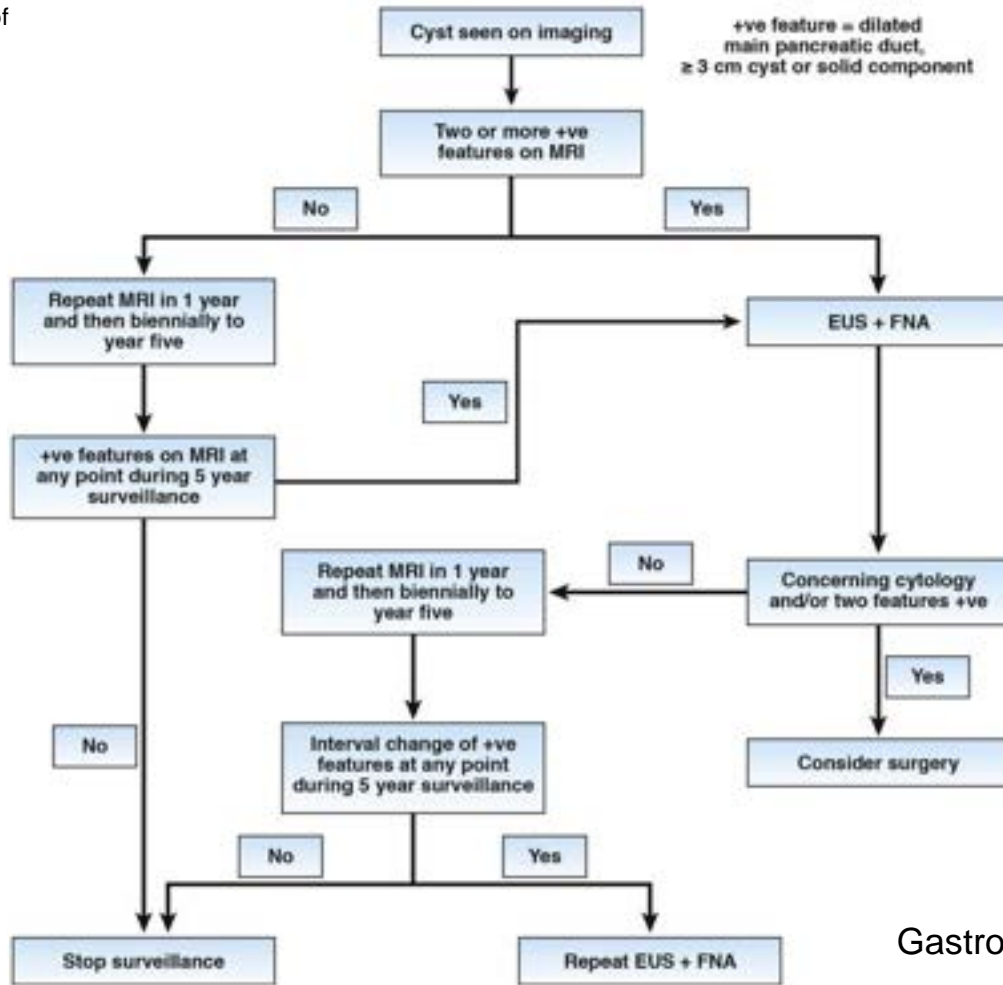 of
Cyst seen on imaging
+ve feature = dilated
main pancreatic duct,
≥ 3 cm cyst or solid component
Two or more +ve
features on MRI
No
Yes
Repeat MRI in 1 year
and then biennially to
year five
EUS + FNA
Yes
+ve features on MRI at
any point during 5 year
surveillance
No
Repeat MRI in 1 year
and then biennially to
year five
Concerning cytology
and/or two features +ve
Yes
No
Interval change of +ve
features at any point
during 5 year surveillance
Consider surgery
No
Yes
Stop surveillance
Repeat EUS + FNA
Gastro